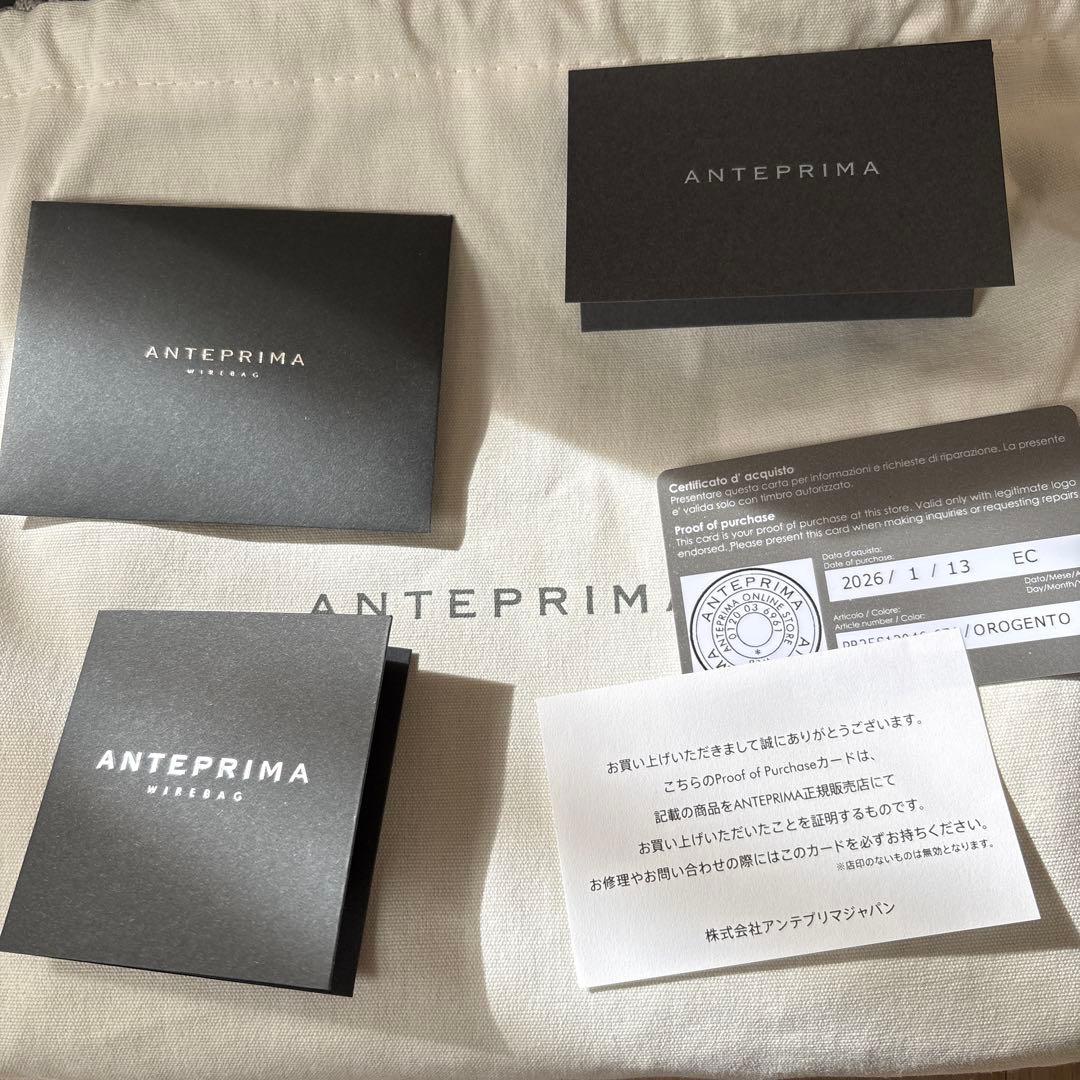 ANTEPRIMA
ANTEPRIMA
WIREBAG
Certificato d' acquisto
Presentare questa carta per informazioni e richieste di riparazione. La presente
e' valida solo con timbro autorizzato.
Proof of purchase
This card is your proof of purchase at this store. Valid only with legitimate logo
endorsed. Please present this card when making inquiries or requesting repairs
Data d'aquisto:
Date of purchase:
2026/ 1 / 13 EC
Data/Mese/
Day/Month/
Articolo / Colore:
Article number / Color:
/OROGENTO
ANTEPRIMA
ANTEPRIMA ONLINE STORE
0120 03 6961
ANTEPRIMA
ANTEPRIMA
WIREBAG
お買い上げいただきまして誠にありがとうございます。
こちらのProof of Purchaseカードは、
記載の商品をANTEPRIMA正規販売店にて
お買い上げいただいたことを証明するものです。
お修理やお問い合わせの際にはこのカードを必ずお持ちください。
※店印のないものは無効となります。
株式会社アンテプリマジャパン